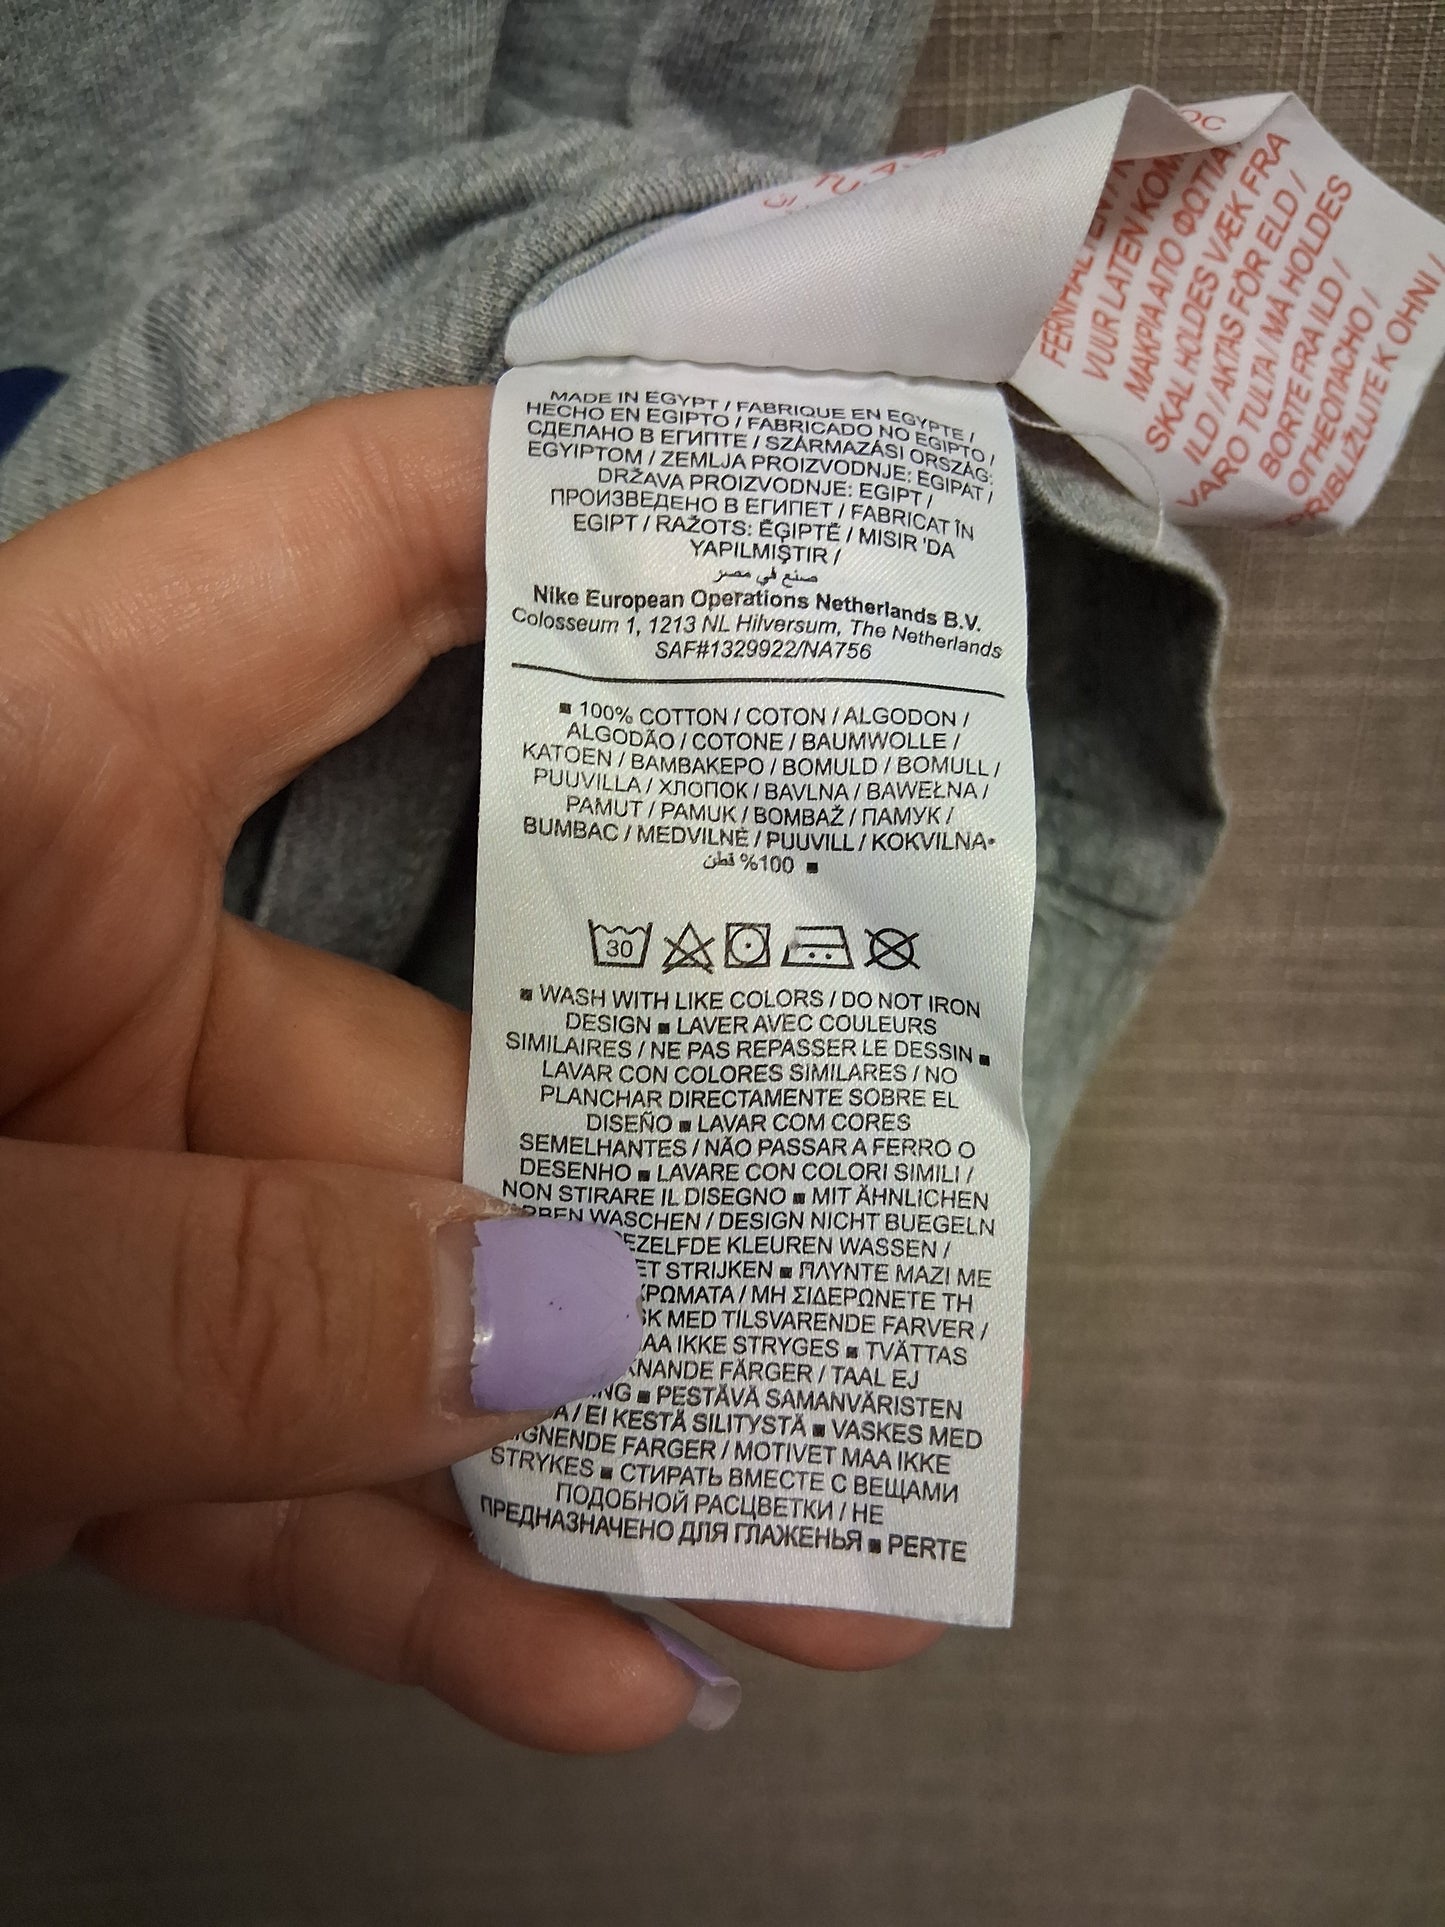 MADE IN EGYPT / FABRIQUE EN EGYPTE /
HECHO EN EGIPTO / FABRICADO NO EGIPTO /
СДЕЛАНО В ЕГИПТЕ / SZÁRMAZÁSI ORSZÁG:
EGYIPTOM / ZEMLJA PROIZVODNJE: EGIPAT /
DRŽAVA PROIZVODNJE: EGIPT /
ПРОИЗВЕДЕНО В ЕГИПЕТ / FABRICAT ÎN
EGIPT / RAŽOTS: ĒĢIPTĒ / MISIR 'DA
YAPILMIŞTIR /
صنع في مصر
Nike European Operations Netherlands B.V.
Colosseum 1, 1213 NL Hilversum, The Netherlands
SAF#1329922/NA756
■ 100% COTTON / COTON / ALGODON /
ALGODÃO / COTONE / BAUMWOLLE /
KATOEN / ΒΑΜΒΑΚΕΡΟ / BOMULD / BOMULL /
PUUVILLA / ХЛОПОК / BAVLNA / BAWEŁNA /
PAMUT / PAMUK / BOMBAŽ / ПАМУК /
BUMBAC / MEDVILNĖ / PUUVILL / KOKVILNA▪
100% قطن ■
30
■ WASH WITH LIKE COLORS / DO NOT IRON
DESIGN ■ LAVER AVEC COULEURS
SIMILAIRES / NE PAS REPASSER LE DESSIN ■
LAVAR CON COLORES SIMILARES / NO
PLANCHAR DIRECTAMENTE SOBRE EL
DISEÑO ■ LAVAR COM CORES
SEMELHANTES / NÃO PASSAR A FERRO O
DESENHO ■ LAVARE CON COLORI SIMILI /
NON STIRARE IL DISEGNO ■ MIT ÄHNLICHEN
WASCHEN / DESIGN NICHT BUEGELN
KLEUREN WASSEN /
STRIJKEN ■ ΠΛΥΝΤΕ ΜΑΖΙ ΜΕ
ΧΡΩΜΑΤΑ / ΜΗ ΣΙΔΕΡΩΝΕΤΕ ΤΗ
MED TILSVARENDE FARVER /
MAA IKKE STRYGES ■ TVÄTTAS
FÄRGER / TAAL EJ
■ PESTÄVÄ SAMANVÄRISTEN
/ EI KESTÄ SILITYSTÄ ■ VASKES MED
LIGNENDE FARGER / MOTIVET MAA IKKE
STRYKES ■ СТИРАТЬ ВМЕСТЕ С ВЕЩАМИ
ПОДОБНОЙ РАСЦВЕТКИ / НЕ
ПРЕДНАЗНАЧЕНО ДЛЯ ГЛАЖЕНЬЯ ■ PERTE
VUUR LATEN
ΜΑΚΡΙΑ ΑΠΟ ΦΩΤΙΑ
SKAL HOLDES VÆK FRA
ILD / AKTAS FÖR ELD /
VARO TULTA / MÅ HOLDES
BORTE FRA ILD /
ОГНЕОПАСНО /
K OHNI /